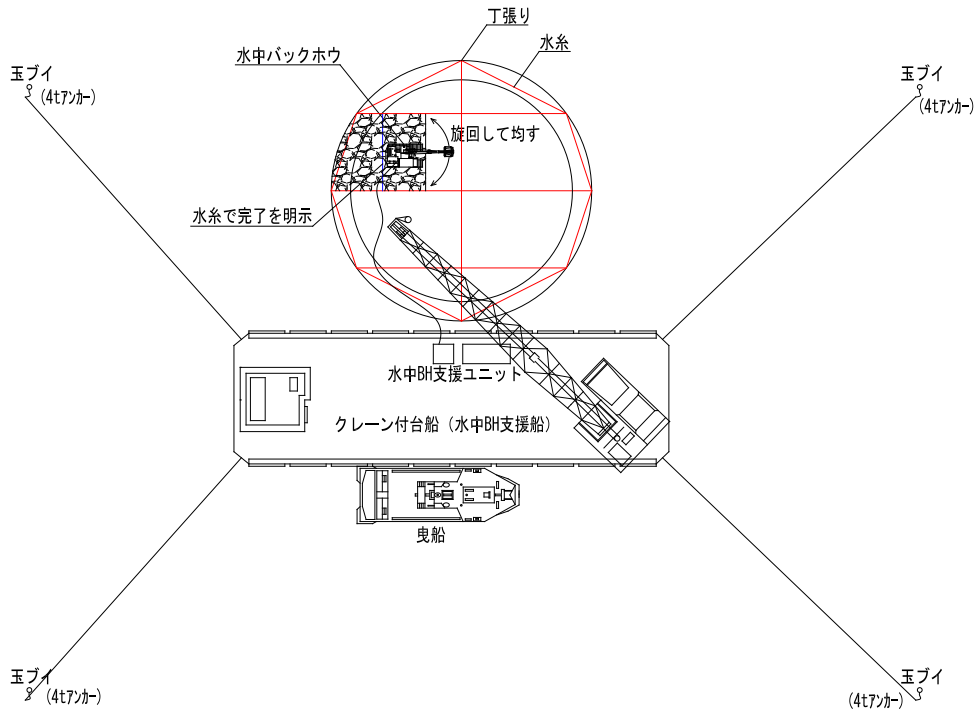 丁張り
水糸
水中バックホウ
玉ブイ
(4tｱﾝｶｰ)
玉ブイ
(4tｱﾝｶｰ)
旋回して均す
水糸で完了を明示
水中BH支援ユニット
クレーン付台船（水中BH支援船）
曳船
玉ブイ
(4tｱﾝｶｰ)
玉ブイ
(4tｱﾝｶｰ)